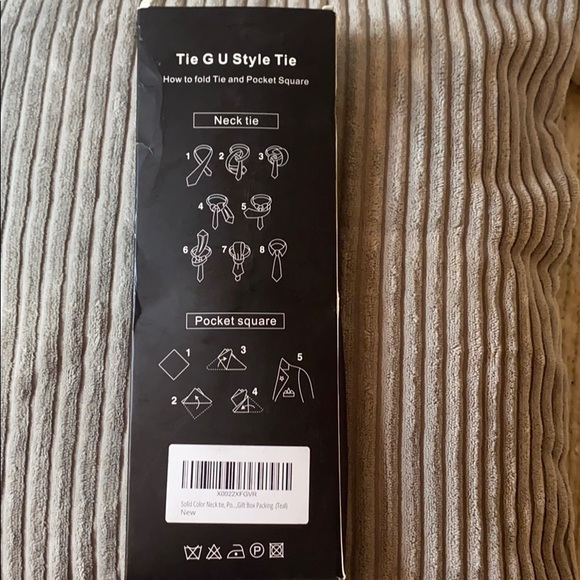 Tie G U Style Tie
How to fold Tie and Pocket Square
Neck tie
1 2 3
4 5
6 7 8
Pocket square
1 3 5
2 4
X0022XFGVR
Solid Color Neck tie, Po...,Gift Box Packing .(Teal)
New
P